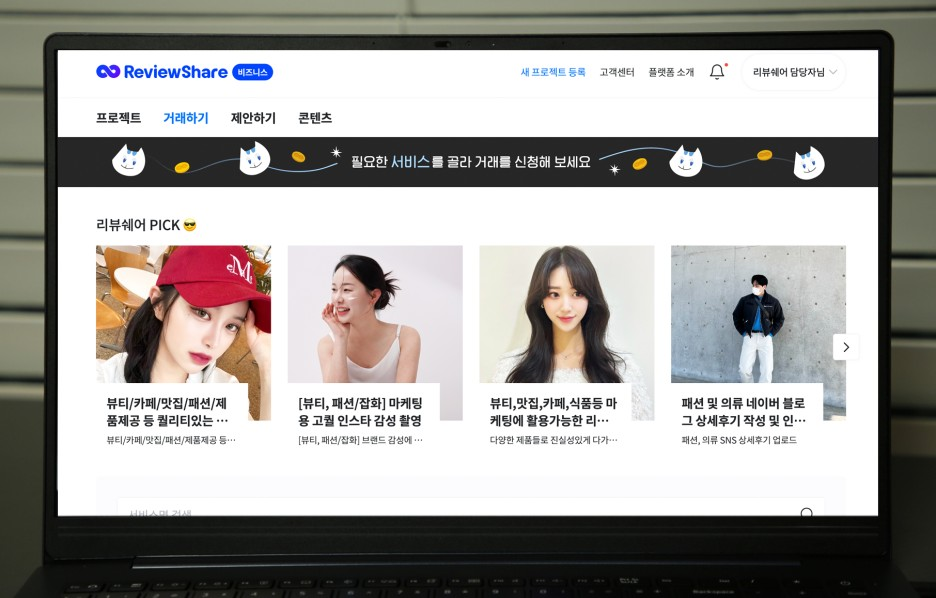 ReviewShare 비즈니스
새 프로젝트 등록 고객센터 플랫폼 소개 리뷰쉐어 담당자님
프로젝트 거래하기 제안하기 콘텐츠
필요한 서비스를 골라 거래를 신청해 보세요
리뷰쉐어 PICK
M
뷰티/카페/맛집/패션/제
품제공 등 퀄리티있는 …
뷰티/카페/맛집/패션/제품제공 등…
[뷰티, 패션/잡화] 마케팅
용 고퀄 인스타 감성 촬영
[뷰티, 패션/잡화] 브랜드 감성에 …
뷰티,맛집,카페,식품등 마
케팅에 활용가능한 리…
다양한 제품들로 진실성있게 다가…
패션 및 의류 네이버 블로
그 상세후기 작성 및 인…
패션, 의류 SNS 상세후기 업로드
서비스명 검색